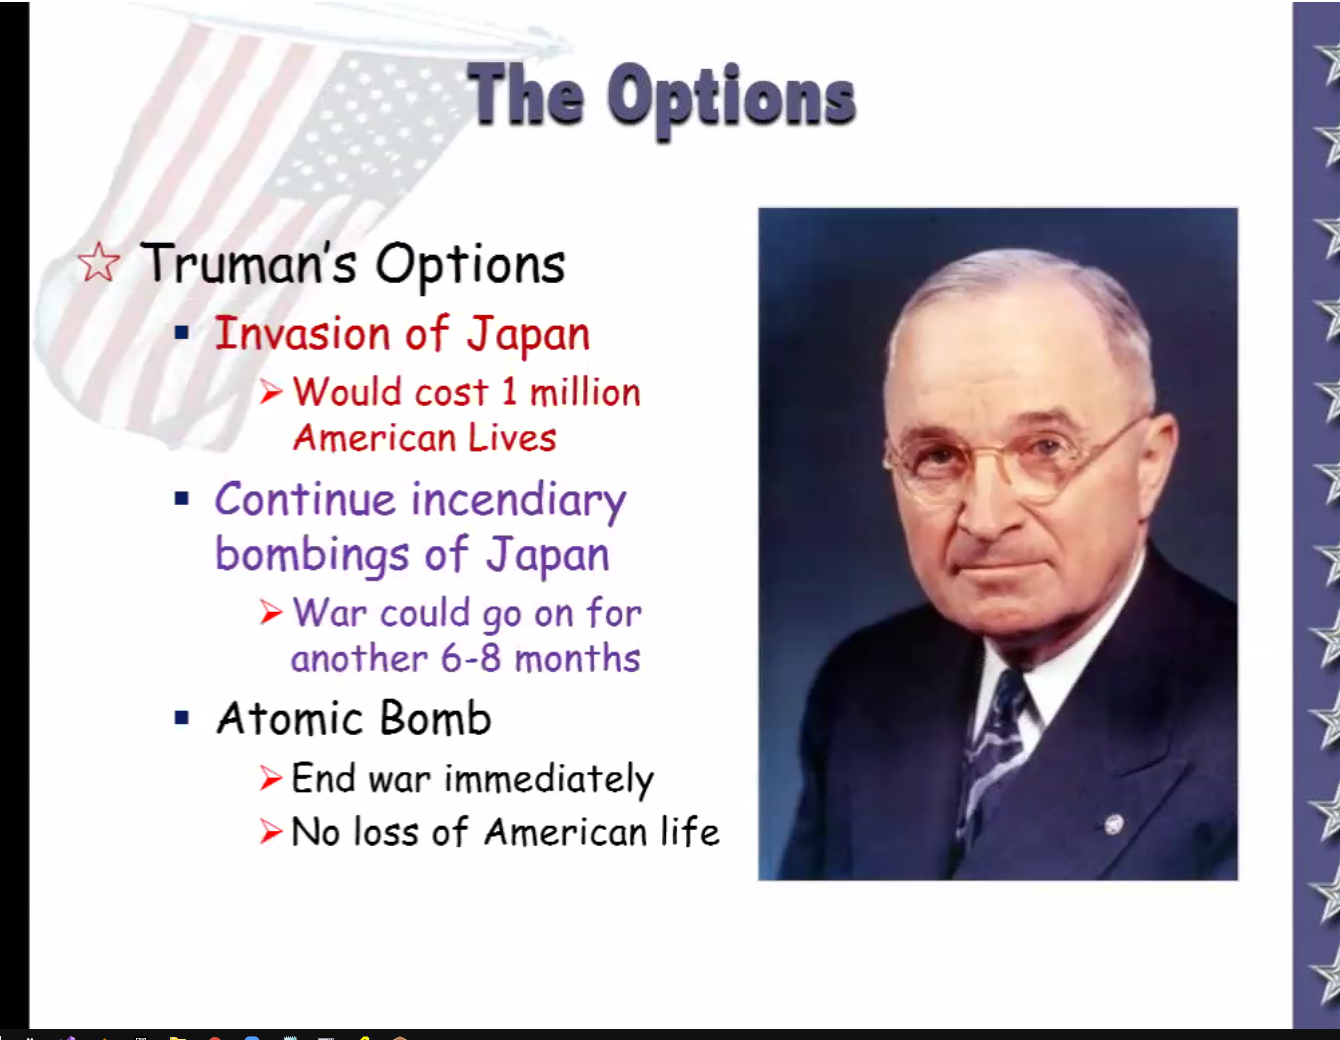 The Options
Truman's Options
Invasion of Japan
Would cost 1 million
American Lives
Continue incendiary
bombings of Japan
War could go on for
another 6-8 months
Atomic Bomb
End war immediately
No loss of American life